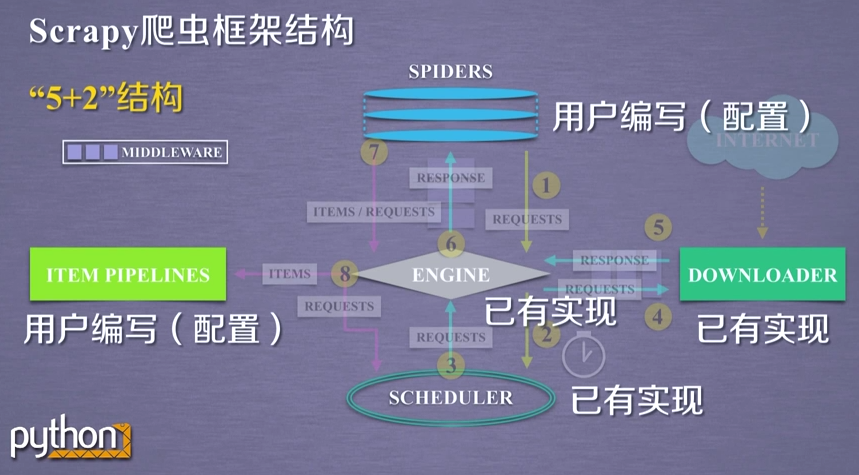 Scrapy爬虫框架结构
“5+2”结构
SPIDERS
用户编写（配置）
INTERNET
MIDDLEWARE
7
RESPONSE
1
ITEMS / REQUESTS
REQUESTS
6
5
RESPONSE
ITEM PIPELINES
ITEMS
8
ENGINE
DOWNLOADER
REQUESTS
REQUESTS
用户编写（配置）
已有实现
4
已有实现
REQUESTS
2
3
SCHEDULER
已有实现
python